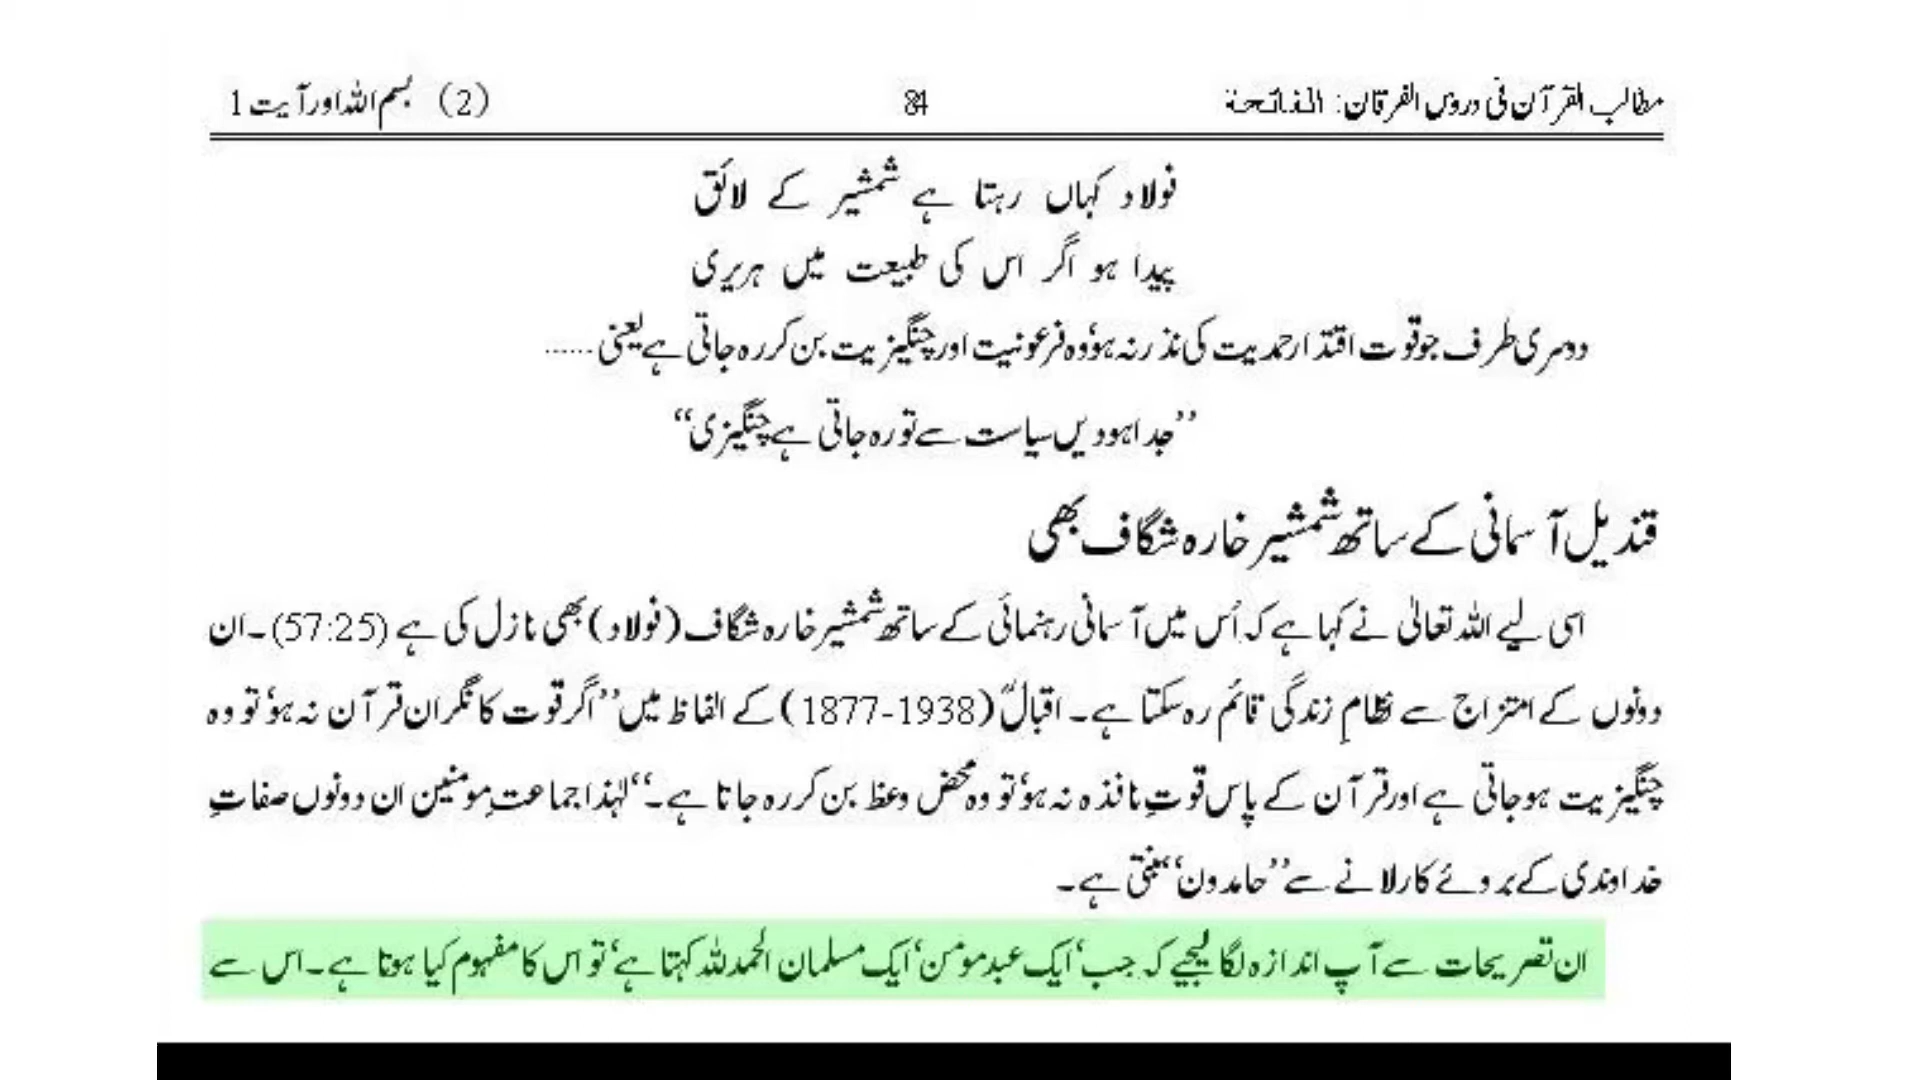 مطالب القرآن فی دروس الفرقان: الفاتحة 84 (2) بسم اللہ اور آیت 1
فولاد کہاں رہتا ہے شمشیر کے لائق
پیدا ہو اگر اس کی طبیعت میں حریری
دوسری طرف جو قوت اقتدار حمدیت کی نذر نہ ہو‘ وہ فرعونیت اور چنگیزیت بن کر رہ جاتی ہے یعنی ......
’’جدا ہو دیں سیاست سے تو رہ جاتی ہے چنگیزی‘‘
قندیل آسمانی کے ساتھ شمشیر خارہ شگاف بھی
اسی لیے اللہ تعالیٰ نے کہا ہے کہ اُس میں آسمانی رہنمائی کے ساتھ شمشیر خارہ شگاف (فولاد) بھی نازل کی ہے (57:25)۔ ان
دونوں کے امتزاج سے نظامِ زندگی قائم رہ سکتا ہے۔ اقبالؒ (1938-1877) کے الفاظ میں ’’اگر قوت کا نگران قرآن نہ ہو‘ تو وہ
چنگیزیت ہو جاتی ہے اور قرآن کے پاس قوتِ نافذہ نہ ہو‘ تو وہ محض وعظ بن کر رہ جاتا ہے۔‘‘ لہٰذا جماعتِ مومنین ان دونوں صفاتِ
خداوندی کے بروئے کار لانے سے ’’حامدون‘‘ بنتی ہے۔
ان تصریحات سے آپ اندازہ لگا لیجیے کہ جب‘ ایک عبد مومن‘ ایک مسلمان الحمدللہ کہتا ہے‘ تو اس کا مفہوم کیا ہوتا ہے۔ اس سے